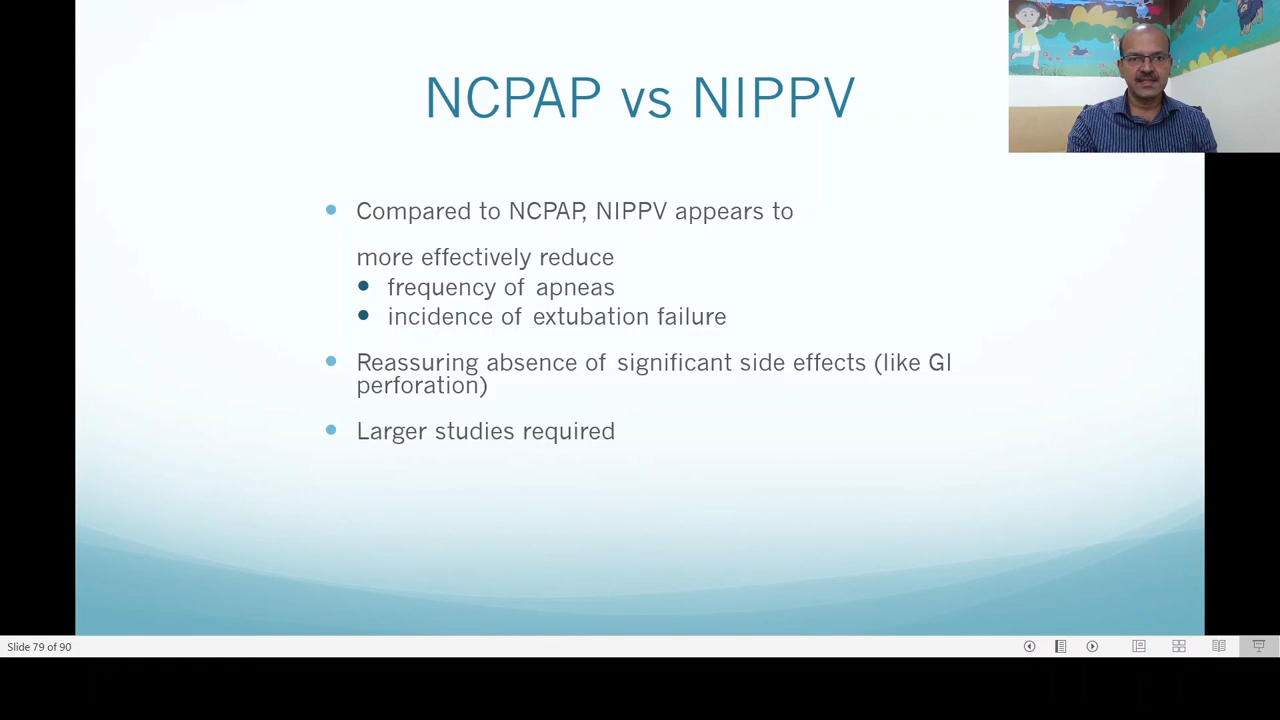 NCPAP vs NIPPV
Compared to NCPAP, NIPPV appears to
more effectively reduce
frequency of apneas
incidence of extubation failure
Reassuring absence of significant side effects (like GI
perforation)
Larger studies required
Slide 79 of 90